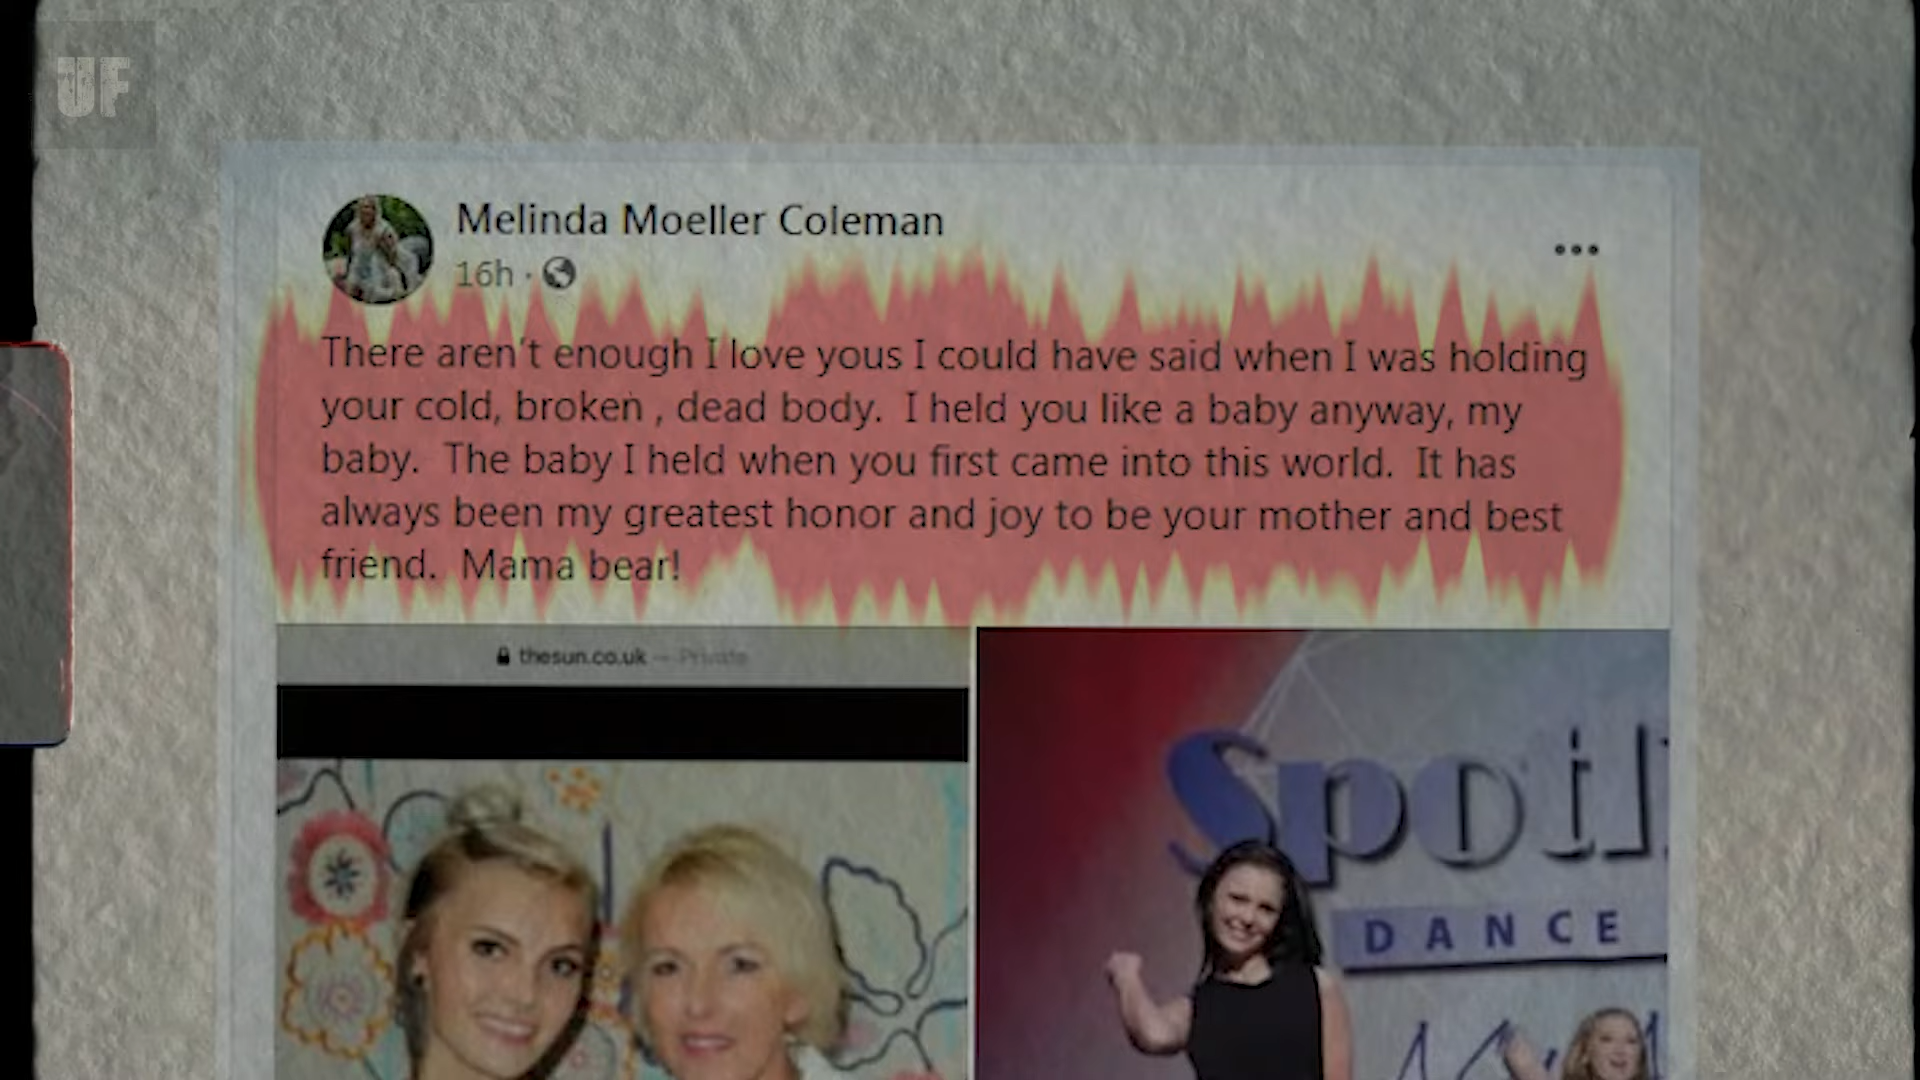 UF
Melinda Moeller Coleman
16h ·
There aren't enough I love yous I could have said when I was holding
your cold, broken , dead body.  I held you like a baby anyway, my
baby.  The baby I held when you first came into this world.  It has
always been my greatest honor and joy to be your mother and best
friend.  Mama bear!
thesun.co.uk — Private
DANCE